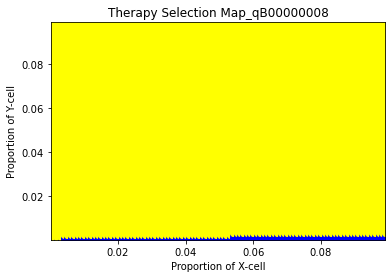 Therapy Selection Map_qB00000008
0.08
0.06
0.04
0.02
Proportion of Y-cell
0.02
0.04
0.06
0.08
Proportion of X-cell